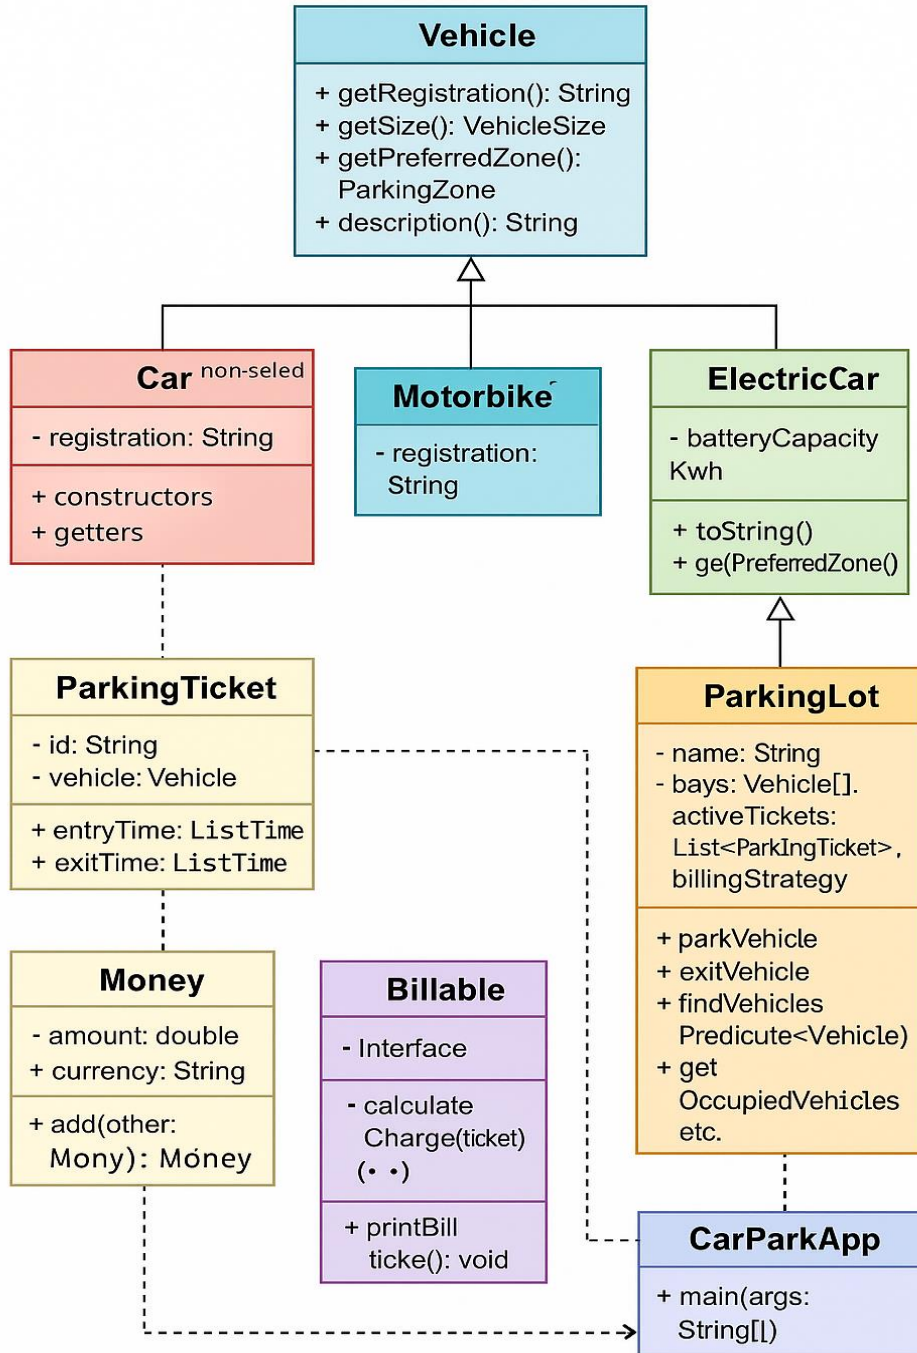 Vehicle
+ getRegistration(): String
+ getSize(): VehicleSize
+ getPreferredZone():
ParkingZone
+ description(): String
Car non-seled
- registration: String
+ constructors
+ getters
Motorbike
- registration:
String
ElectricCar
- batteryCapacity
Kwh
+ toString()
+ ge(PreferredZone()
ParkingTicket
- id: String
- vehicle: Vehicle
+ entryTime: ListTime
+ exitTime: ListTime
ParkingLot
- name: String
- bays: Vehicle[].
activeTickets:
List<ParkIngTicket>,
billingStrategy
+ parkVehicle
+ exitVehicle
+ findVehicles
Predicute<Vehicle)
+ get
OccupiedVehicles
etc.
Money
- amount: double
+ currency: String
+ add(other:
Mony): Móney
Billable
- Interface
- calculate
Charge(ticket)
(• •)
+ printBill
ticke(): void
CarParkApp
+ main(args:
String[⌊)